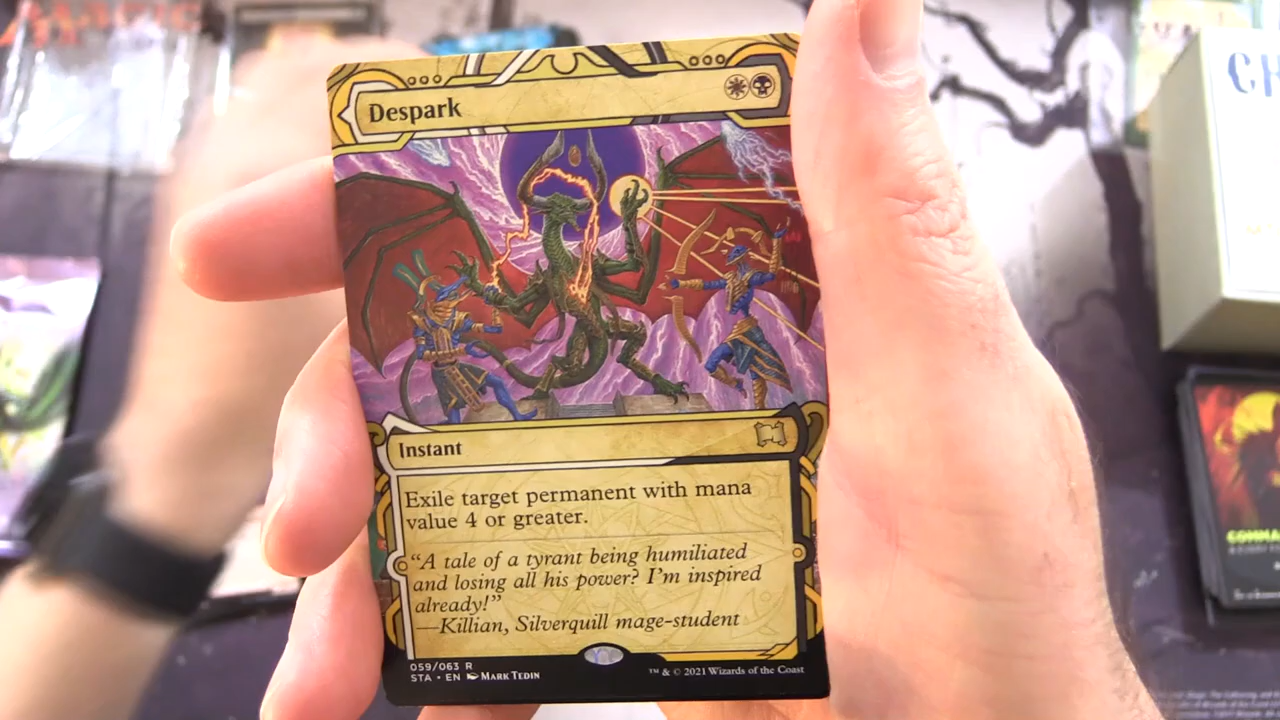 Despark
Instant
Exile target permanent with mana
value 4 or greater.
“A tale of a tyrant being humiliated
and losing all his power? I'm inspired
already!”
—Killian, Silverquill mage-student
059/063 R
STA • EN MARK TEDIN
™ & © 2021 Wizards of the Coast